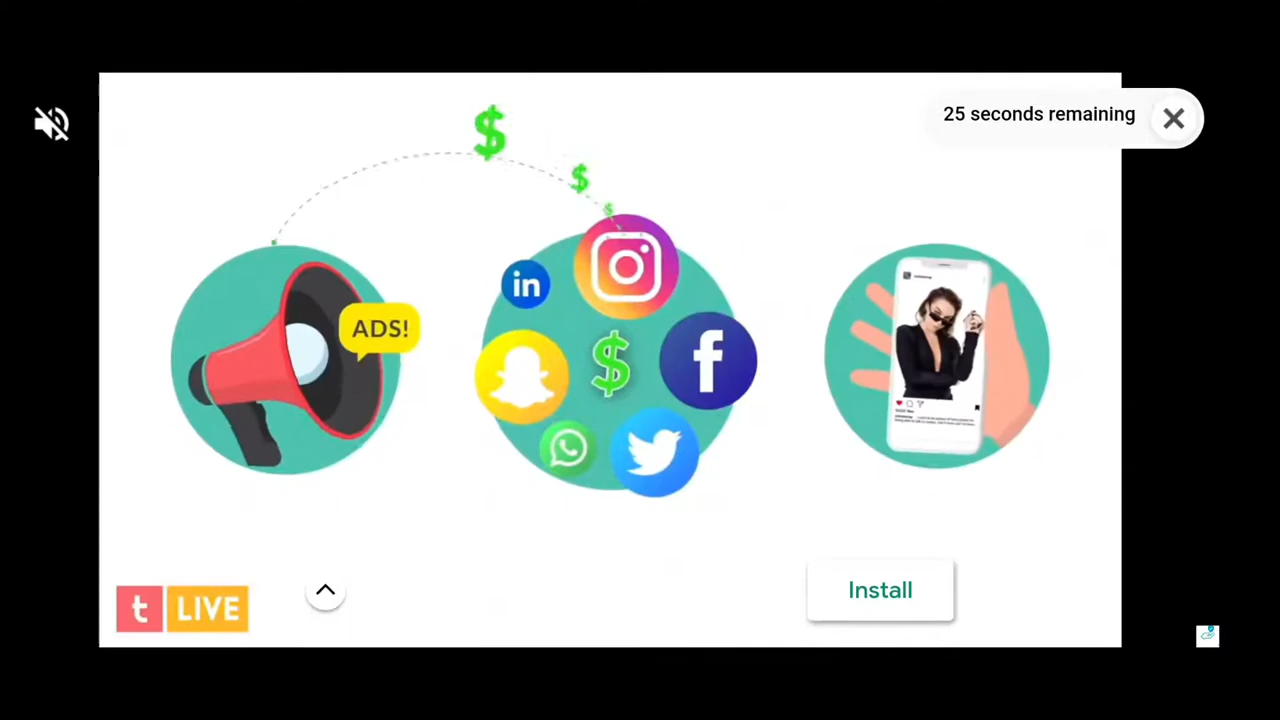 25 seconds remaining
$
$
$
in
ADS!
$
f
Install
t LIVE